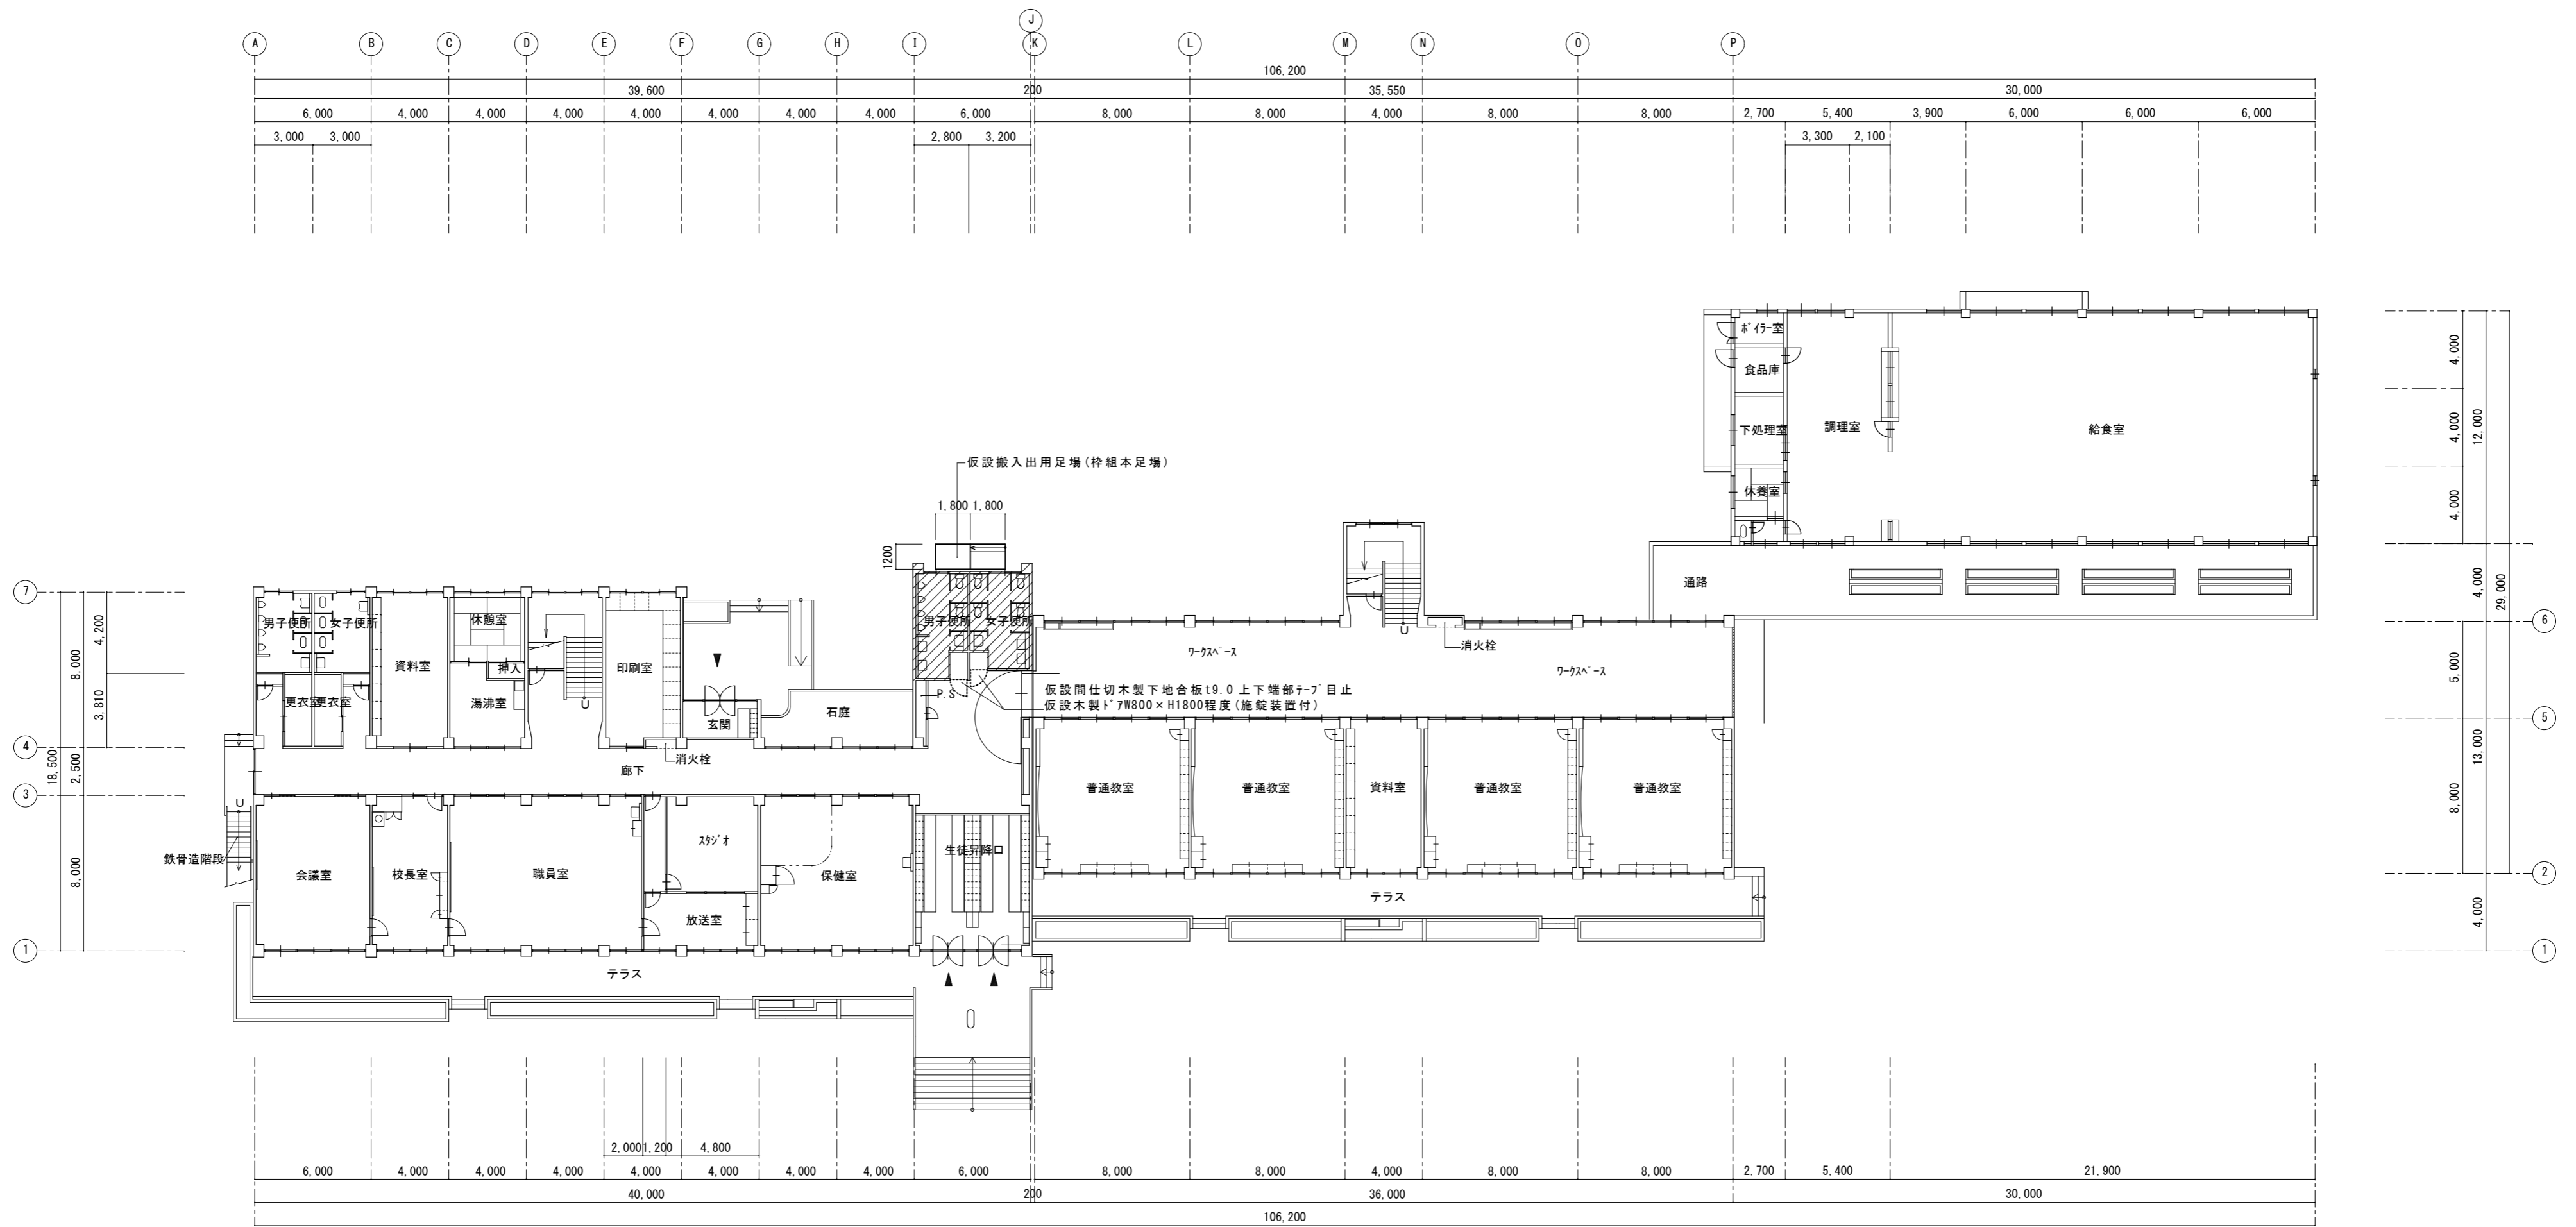 J
A B C D E F G H I K L M N O P
106,200
39,600 200 35,550 30,000
6,000 4,000 4,000 4,000 4,000 4,000 4,000 4,000 6,000 8,000 8,000 4,000 8,000 8,000 2,700 5,400 3,900 6,000 6,000 6,000
3,000 3,000 2,800 3,200 3,300 2,100
ボイラー室
食品庫
下処理室
調理室
給食室
休養室
通路
4,000
4,000
4,000
12,000
4,000
29,000
仮設搬入出用足場(枠組本足場)
1,800 1,800
1200
7
4
3
1
4,200
3,810
8,000
2,500
8,000
18,500
男子便所
女子便所
更衣室
更衣室
資料室
休憩室
押入
湯沸室
U
印刷室
玄関
石庭
男子便所
女子便所
P.S
仮設間仕切木製下地合板t9.0 上下端部テープ目止
仮設木製ドアW800×H1800程度(施錠装置付)
ワークスペース
U
消火栓
ワークスペース
消火栓
廊下
U
鉄骨造階段
会議室
校長室
職員室
スタジオ
放送室
保健室
生徒昇降口
普通教室
普通教室
資料室
普通教室
普通教室
テラス
テラス
6
5
2
1
5,000
8,000
13,000
4,000
2,000 1,200 4,800
6,000 4,000 4,000 4,000 4,000 4,000 4,000 4,000 6,000 8,000 8,000 4,000 8,000 8,000 2,700 5,400 21,900
40,000 200 36,000 30,000
106,200